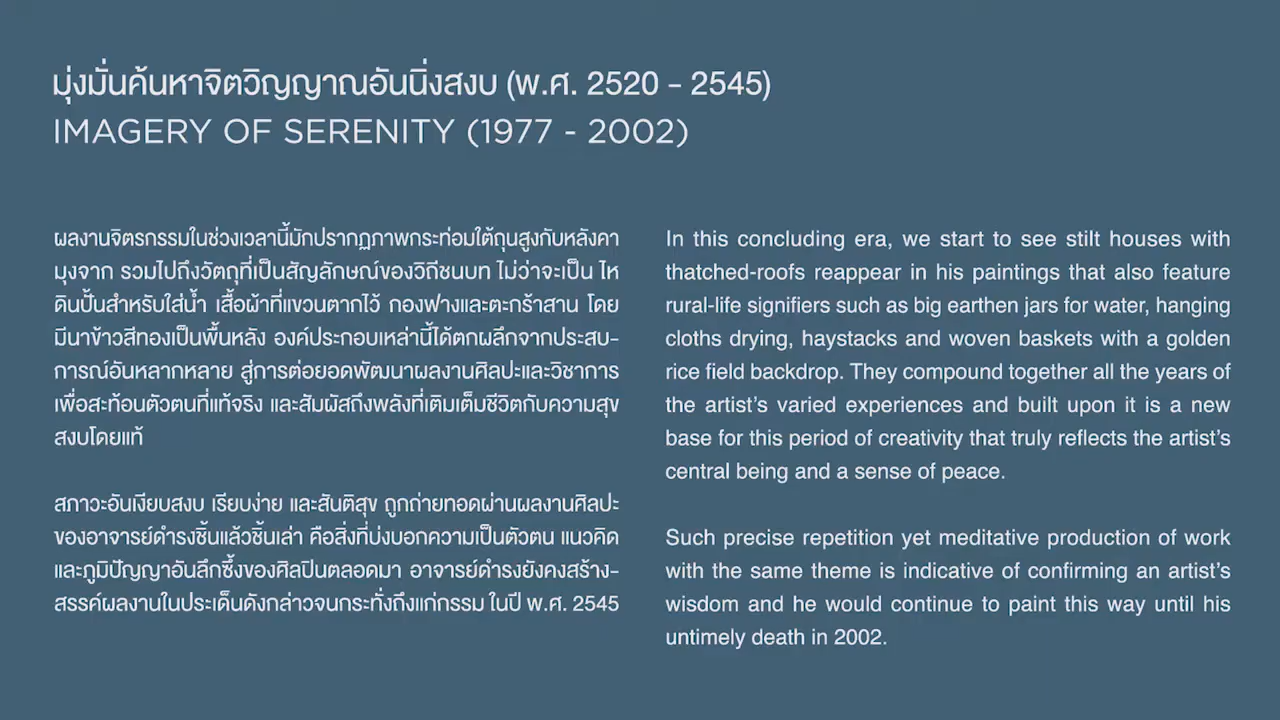 มุ่งมั่นค้นหาจิตวิญญาณอันนิ่งสงบ (พ.ศ. 2520 – 2545)
IMAGERY OF SERENITY (1977 - 2002)
ผลงานจิตรกรรมในช่วงเวลานี้มักปรากฏภาพกระท่อมใต้ถุนสูงกับหลังคา
มุงจาก รวมไปถึงวัตถุที่เป็นสัญลักษณ์ของวิถีชนบท ไม่ว่าจะเป็น ไห
ดินปั้นสำหรับใส่น้ำ เสื้อผ้าที่แขวนตากไว้ กองฟางและตะกร้าสาน โดย
มีนาข้าวสีทองเป็นพื้นหลัง องค์ประกอบเหล่านี้ได้ตกผลึกจากประสบ-
การณ์อันหลากหลาย สู่การต่อยอดพัฒนาผลงานศิลปะและวิชาการ
เพื่อสะท้อนตัวตนที่แท้จริง และสัมผัสถึงพลังที่เติมเต็มชีวิตกับความสุข
สงบโดยแท้
สภาวะอันเงียบสงบ เรียบง่าย และสันติสุข ถูกถ่ายทอดผ่านผลงานศิลปะ
ของอาจารย์ดำรงชิ้นแล้วชิ้นเล่า คือสิ่งที่บ่งบอกความเป็นตัวตน แนวคิด
และภูมิปัญญาอันลึกซึ้งของศิลปินตลอดมา อาจารย์ดำรงยังคงสร้าง-
สรรค์ผลงานในประเด็นดังกล่าวจนกระทั่งถึงแก่กรรม ในปี พ.ศ. 2545
In this concluding era, we start to see stilt houses with
thatched-roofs reappear in his paintings that also feature
rural-life signifiers such as big earthen jars for water, hanging
cloths drying, haystacks and woven baskets with a golden
rice field backdrop. They compound together all the years of
the artist's varied experiences and built upon it is a new
base for this period of creativity that truly reflects the artist's
central being and a sense of peace.
Such precise repetition yet meditative production of work
with the same theme is indicative of confirming an artist's
wisdom and he would continue to paint this way until his
untimely death in 2002.